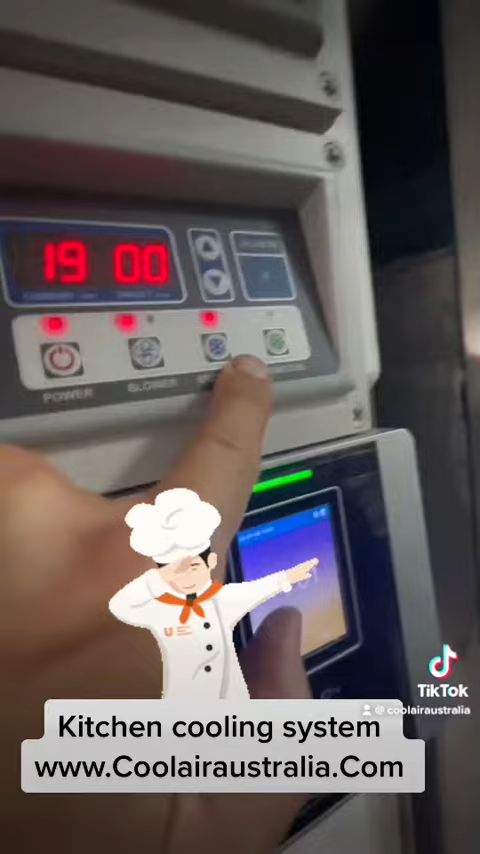 19 00
POWER
BLOWER
TikTok
@coolairaustralia
Kitchen cooling system
www.Coolairaustralia.Com